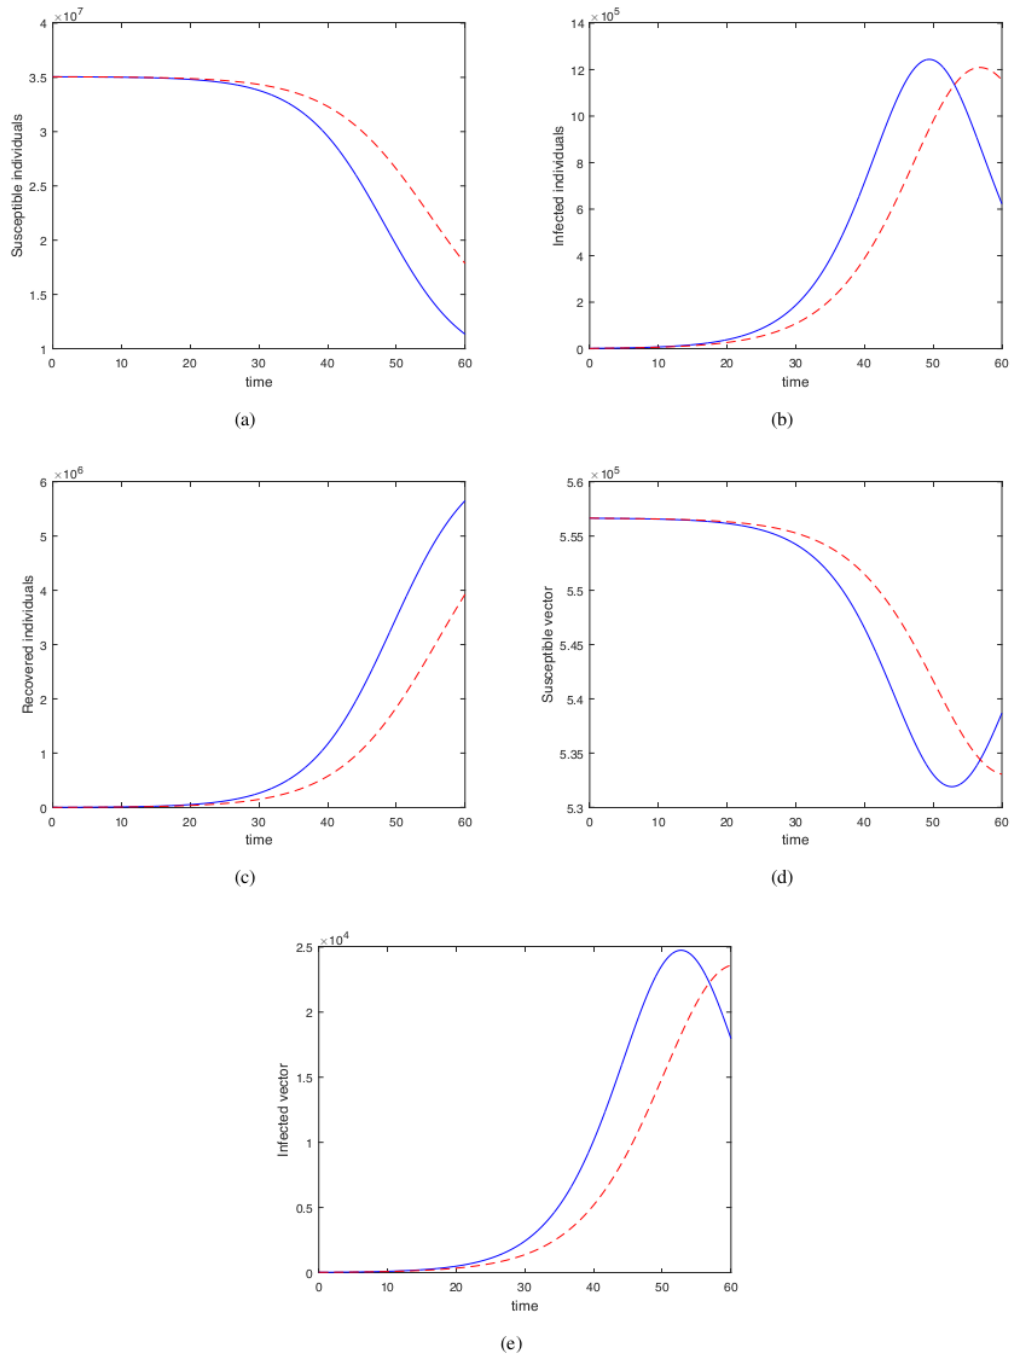 ×10^7
4
3.5
3
2.5
2
1.5
1
Susceptible individuals
0 10 20 30 40 50 60
time
(a)
×10^5
14
12
10
8
6
4
2
0
Infected individuals
0 10 20 30 40 50 60
time
(b)
×10^6
6
5
4
3
2
1
0
Recovered individuals
0 10 20 30 40 50 60
time
(c)
×10^5
5.6
5.55
5.5
5.45
5.4
5.35
5.3
Susceptible vector
0 10 20 30 40 50 60
time
(d)
×10^4
2.5
2
1.5
1
0.5
0
Infected vector
0 10 20 30 40 50 60
time
(e)